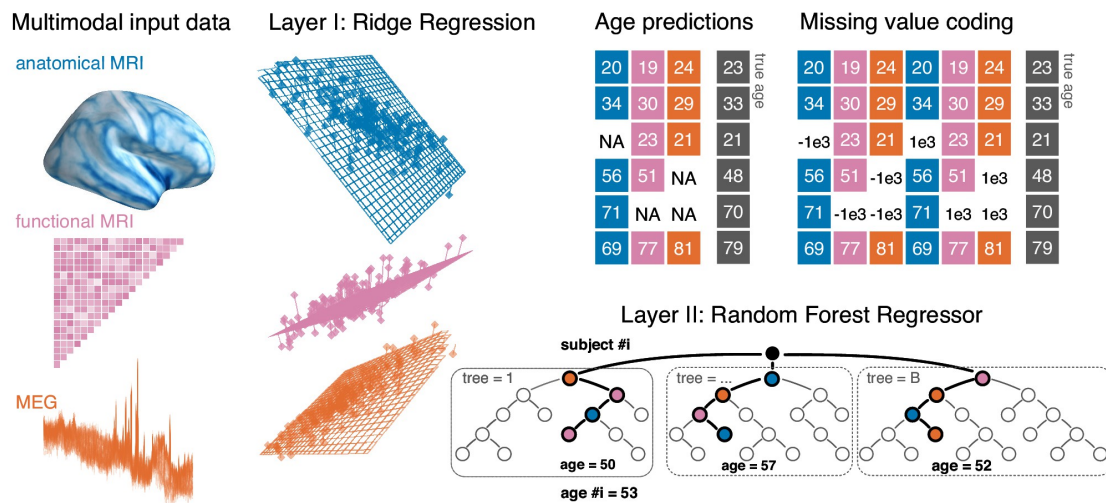 Multimodal input data
anatomical MRI
functional MRI
MEG
Layer I: Ridge Regression
Age predictions
20 19 24 23
34 30 29 33
NA 23 21 21
56 51 NA 48
71 NA NA 70
69 77 81 79
true age
Missing value coding
20 19 24 20 19 24 23
34 30 29 34 30 29 33
-1e3 23 21 1e3 23 21 21
56 51 -1e3 56 51 1e3 48
71 -1e3 -1e3 71 1e3 1e3 70
69 77 81 69 77 81 79
true age
Layer II: Random Forest Regressor
subject #i
tree = 1
tree = ...
tree = B
age = 50
age = 57
age = 52
age #i = 53